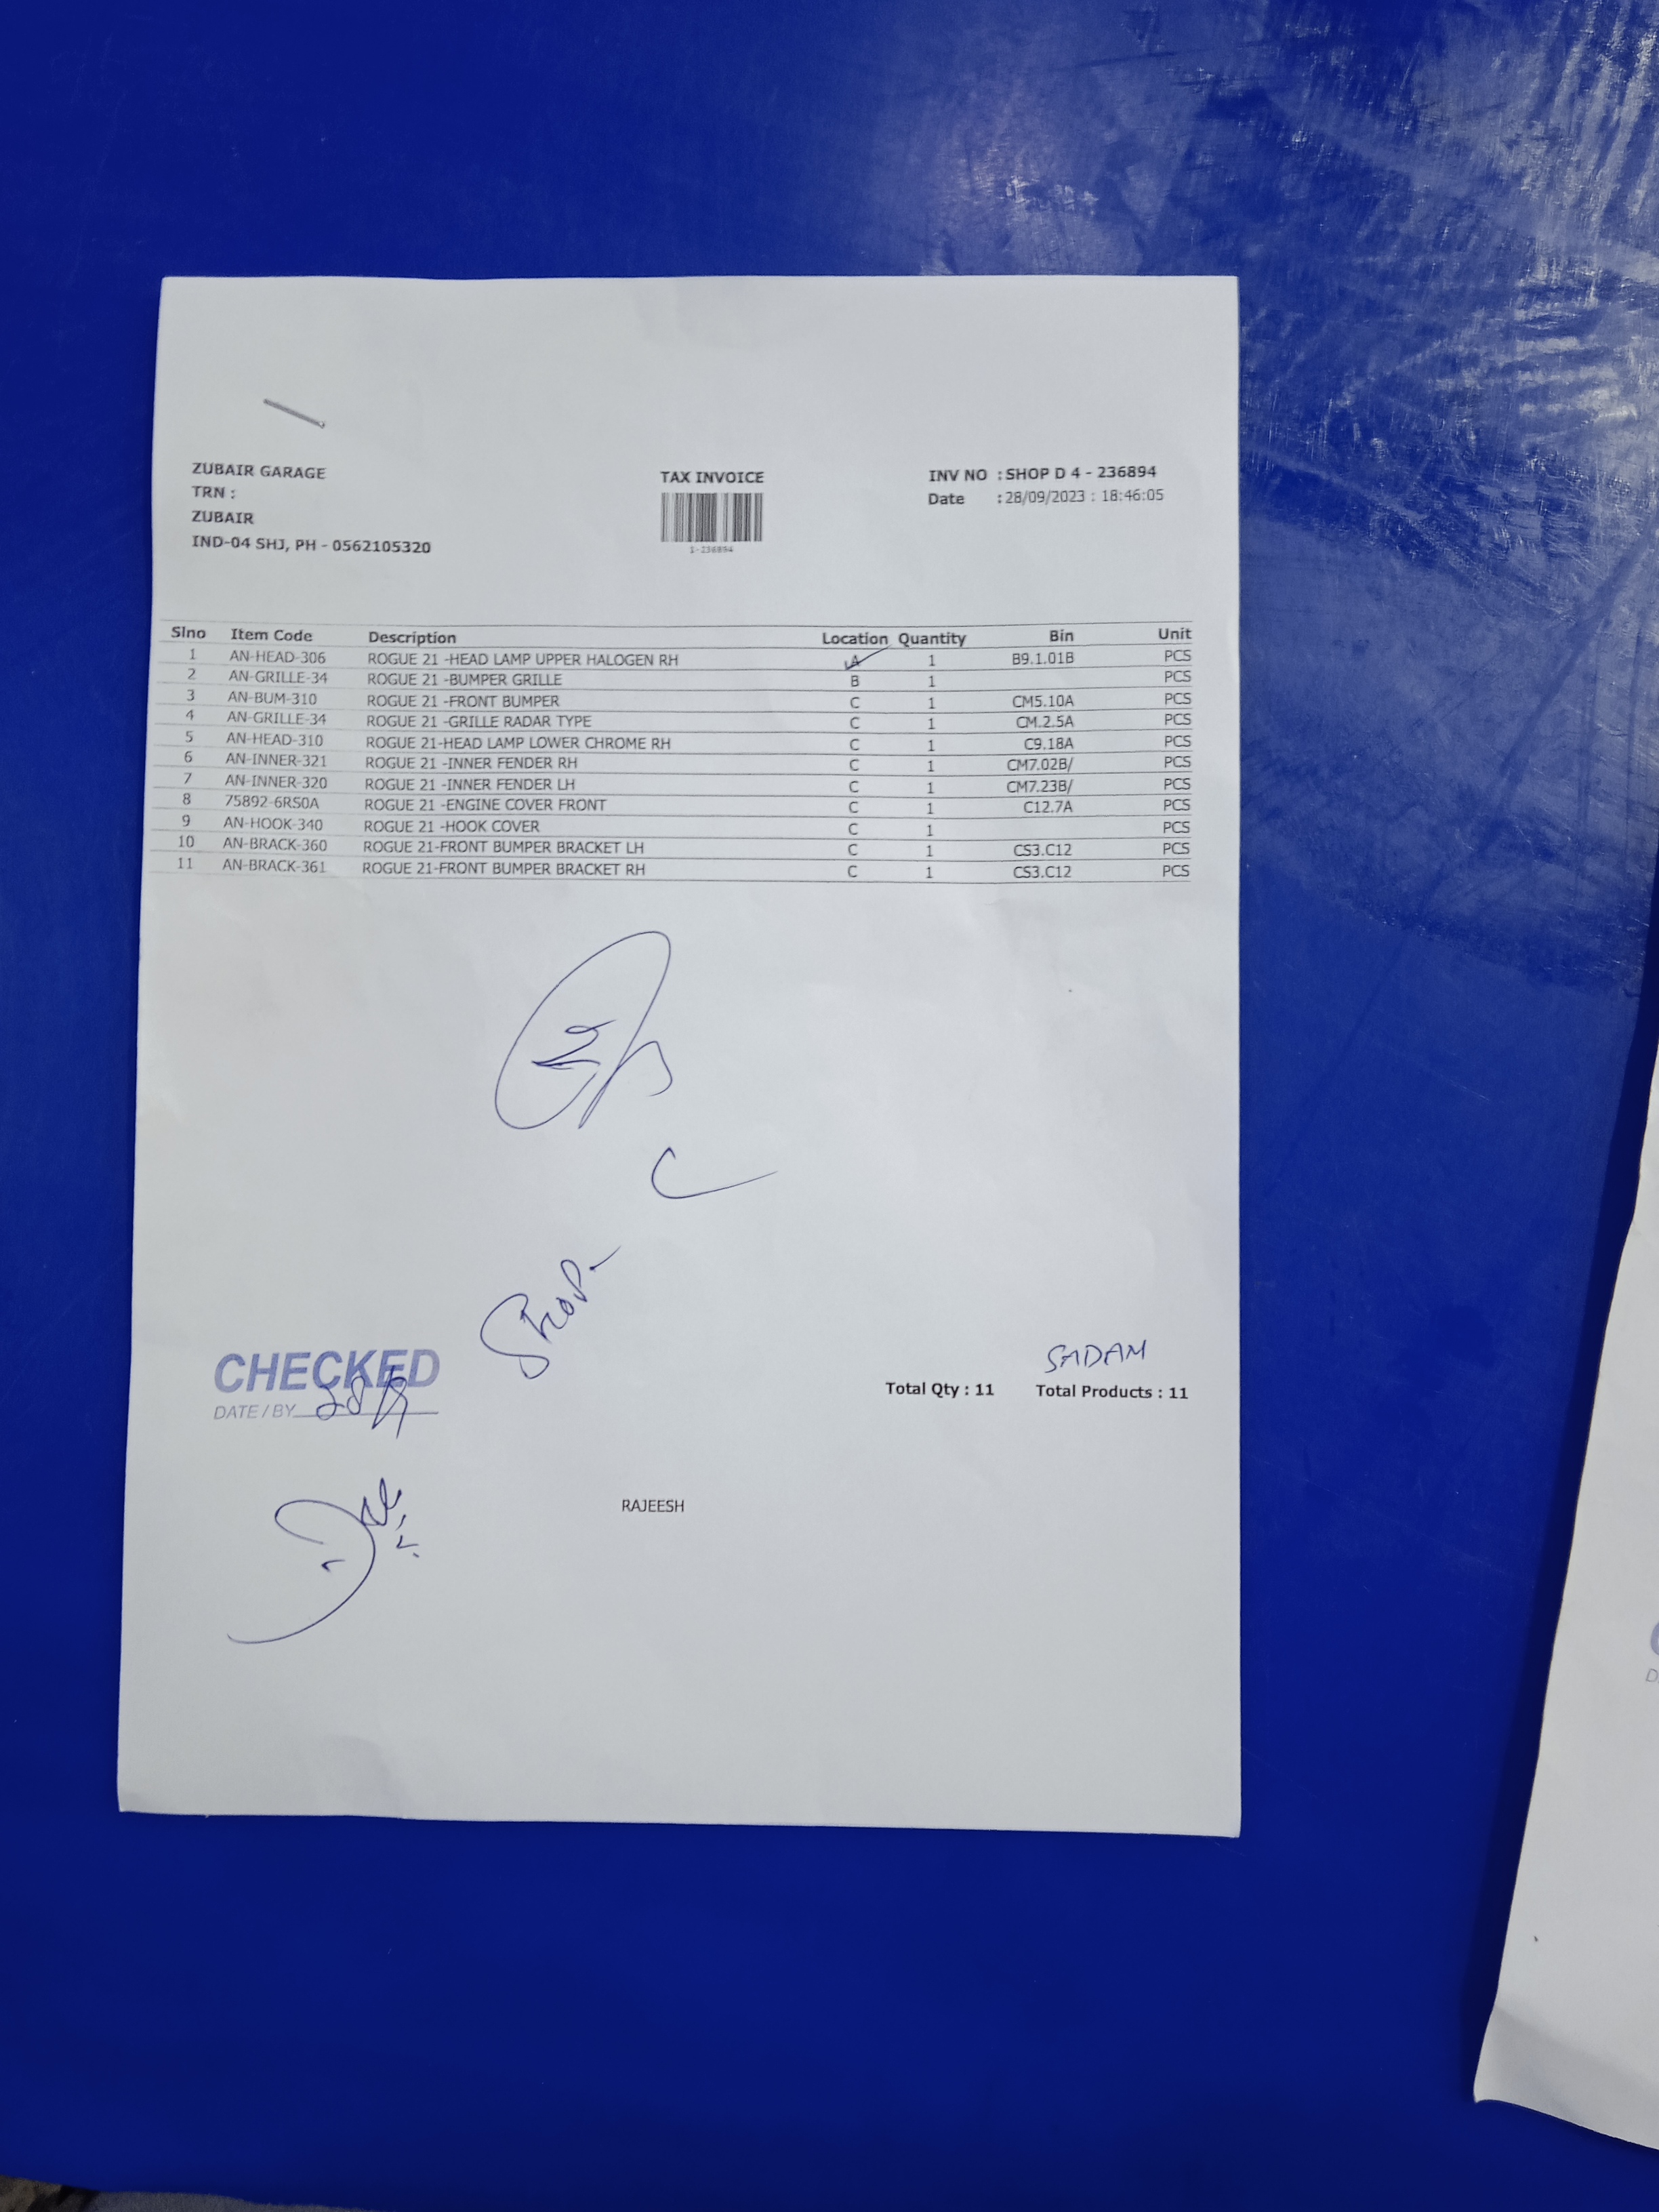 ZUBAIR GARAGE
TRN :
ZUBAIR
IND-04 SHJ, PH - 0562105320
TAX INVOICE
1-236894
INV NO : SHOP D 4 - 236894
Date : 28/09/2023 : 18:46:05
Slno Item Code Description Location Quantity Bin Unit
1 AN-HEAD-306 ROGUE 21 -HEAD LAMP UPPER HALOGEN RH A 1 B9.1.01B PCS
2 AN-GRILLE-34 ROGUE 21 -BUMPER GRILLE B 1 PCS
3 AN-BUM-310 ROGUE 21 -FRONT BUMPER C 1 CM5.10A PCS
4 AN-GRILLE-34 ROGUE 21 -GRILLE RADAR TYPE C 1 CM.2.5A PCS
5 AN-HEAD-310 ROGUE 21-HEAD LAMP LOWER CHROME RH C 1 C9.18A PCS
6 AN-INNER-321 ROGUE 21 -INNER FENDER RH C 1 CM7.02B/ PCS
7 AN-INNER-320 ROGUE 21 -INNER FENDER LH C 1 CM7.23B/ PCS
8 75892-6RS0A ROGUE 21 -ENGINE COVER FRONT C 1 C12.7A PCS
9 AN-HOOK-340 ROGUE 21 -HOOK COVER C 1 PCS
10 AN-BRACK-360 ROGUE 21-FRONT BUMPER BRACKET LH C 1 CS3.C12 PCS
11 AN-BRACK-361 ROGUE 21-FRONT BUMPER BRACKET RH C 1 CS3.C12 PCS
2
SHOP-
SADAM
CHECKED
DATE / BY 28/9
Total Qty : 11 Total Products : 11
RAJEESH